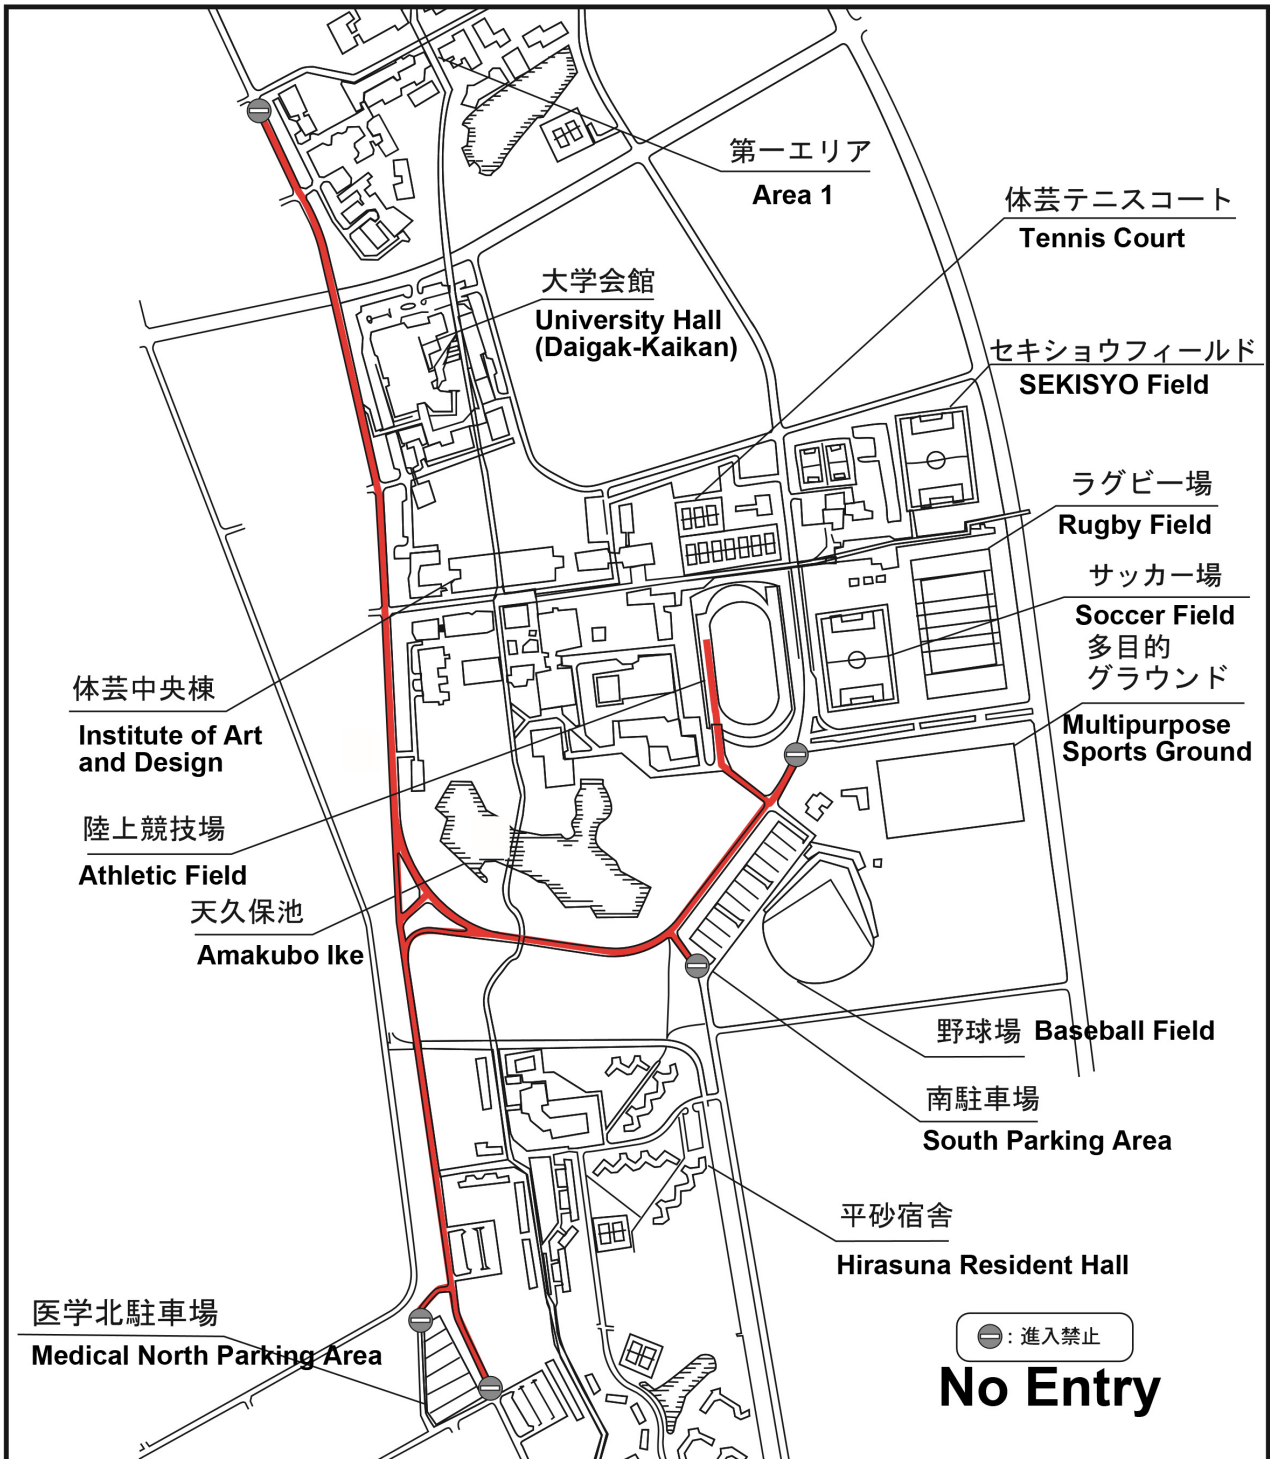 第一エリア
Area 1
体芸テニスコート
Tennis Court
大学会館
University Hall
(Daigak-Kaikan)
セキショウフィールド
SEKISYO Field
ラグビー場
Rugby Field
サッカー場
Soccer Field
多目的
グラウンド
Multipurpose
Sports Ground
体芸中央棟
Institute of Art
and Design
陸上競技場
Athletic Field
天久保池
Amakubo Ike
野球場 Baseball Field
南駐車場
South Parking Area
平砂宿舎
Hirasuna Resident Hall
医学北駐車場
Medical North Parking Area
: 進入禁止
No Entry